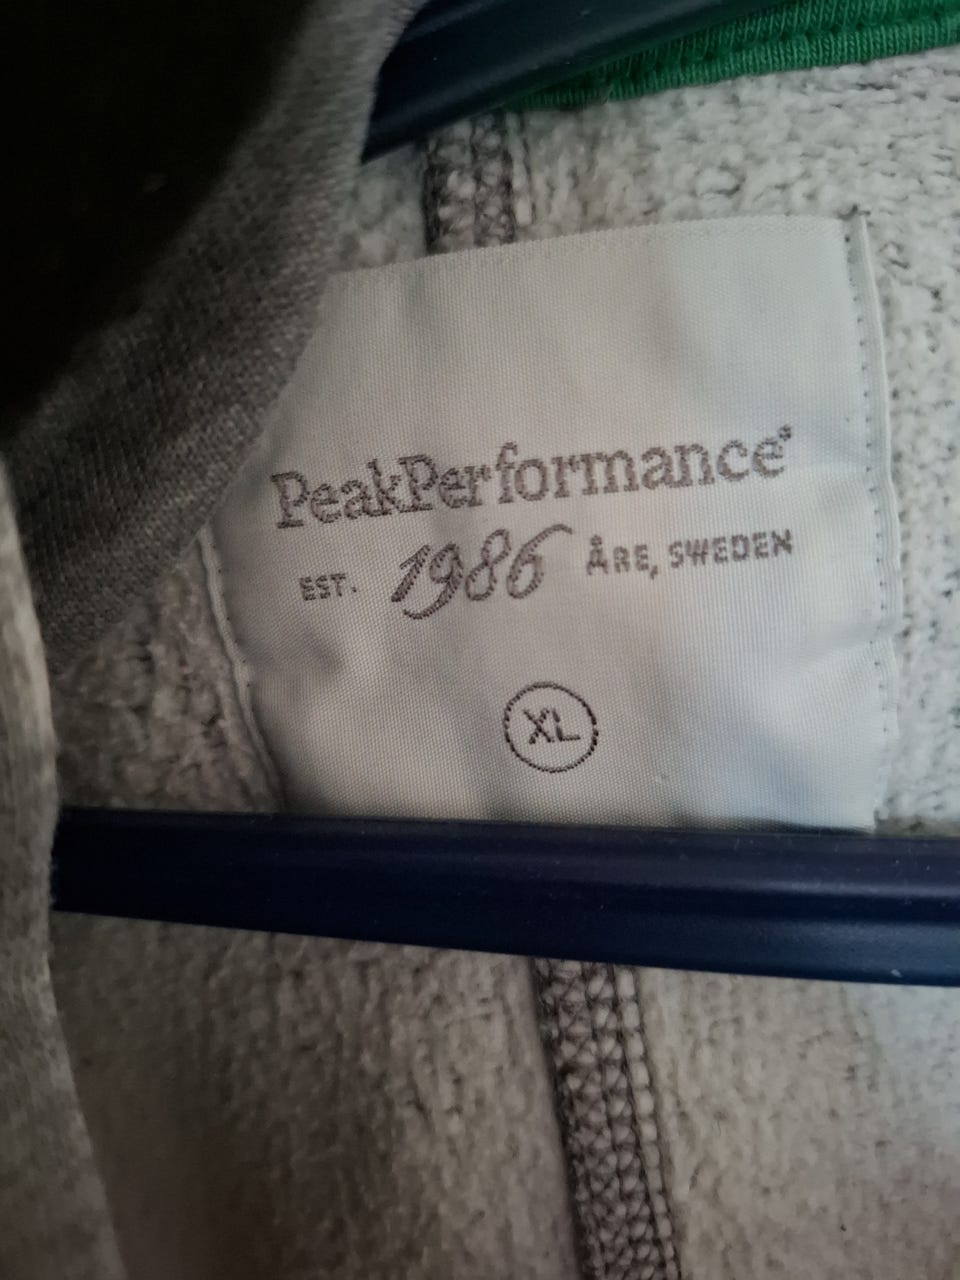 PeakPerformance®
EST. 1986 ÅRE, SWEDEN
XL